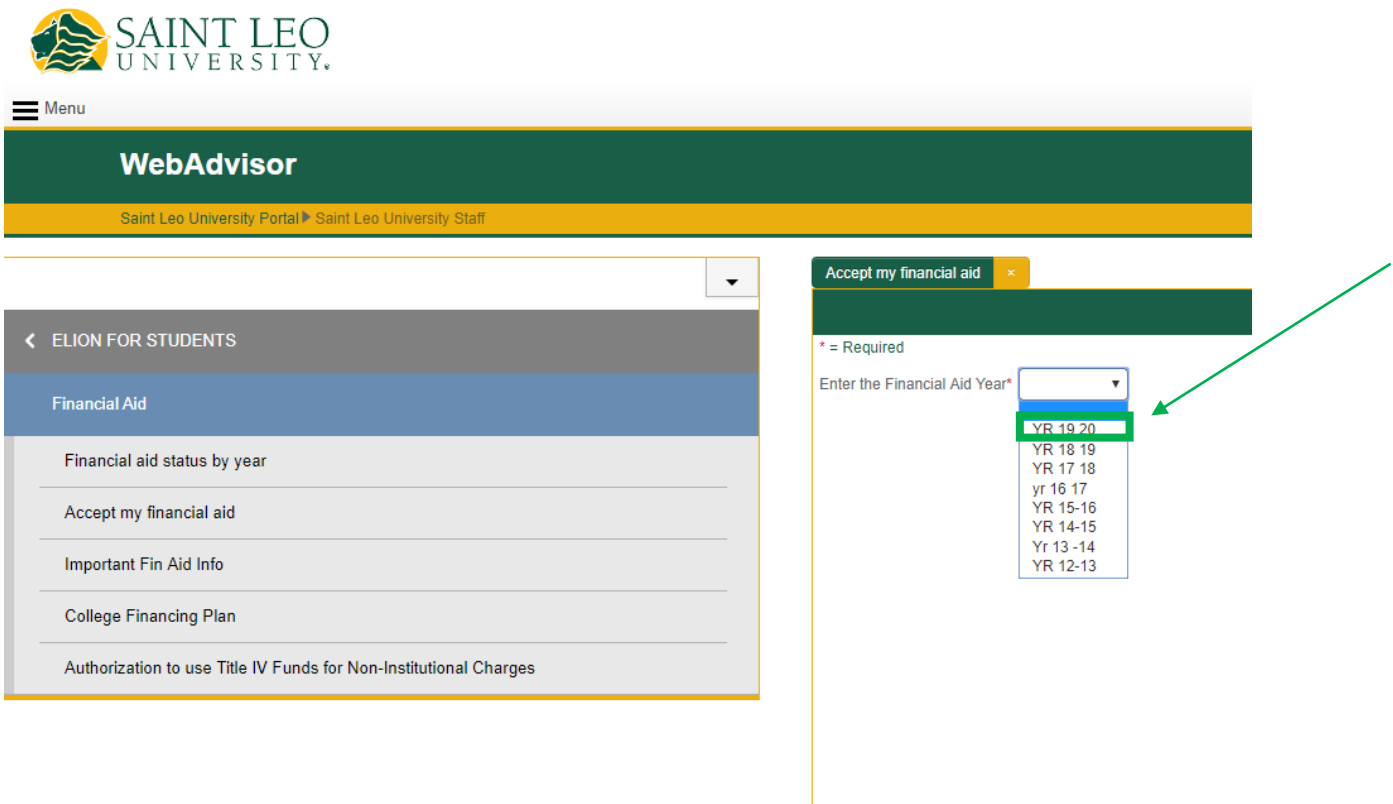 SAINT LEO
UNIVERSITY.
Menu
WebAdvisor
Saint Leo University Portal Saint Leo University Staff
ELION FOR STUDENTS
Financial Aid
Financial aid status by year
Accept my financial aid
Important Fin Aid Info
College Financing Plan
Authorization to use Title IV Funds for Non-Institutional Charges
Accept my financial aid ×
* = Required
Enter the Financial Aid Year*
YR 19 20
YR 18 19
YR 17 18
yr 16 17
YR 15-16
YR 14-15
Yr 13 -14
YR 12-13